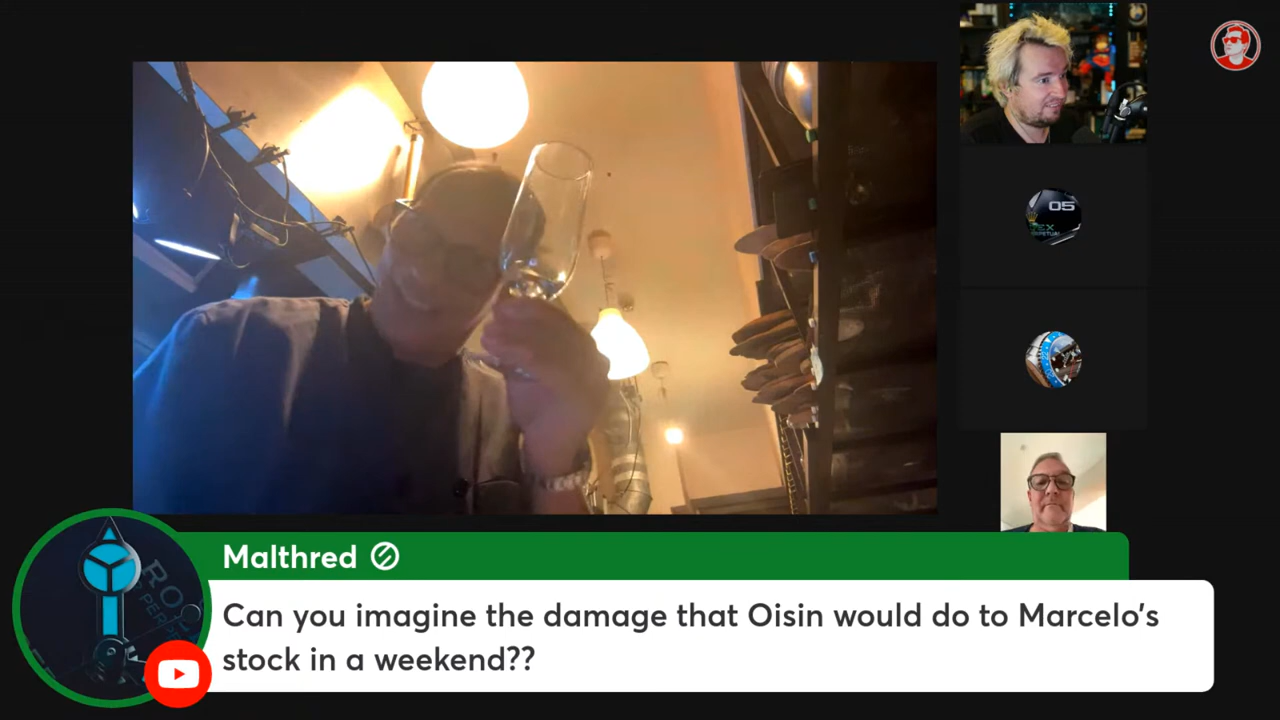 05
Malthred
Can you imagine the damage that Oisin would do to Marcelo's
stock in a weekend??